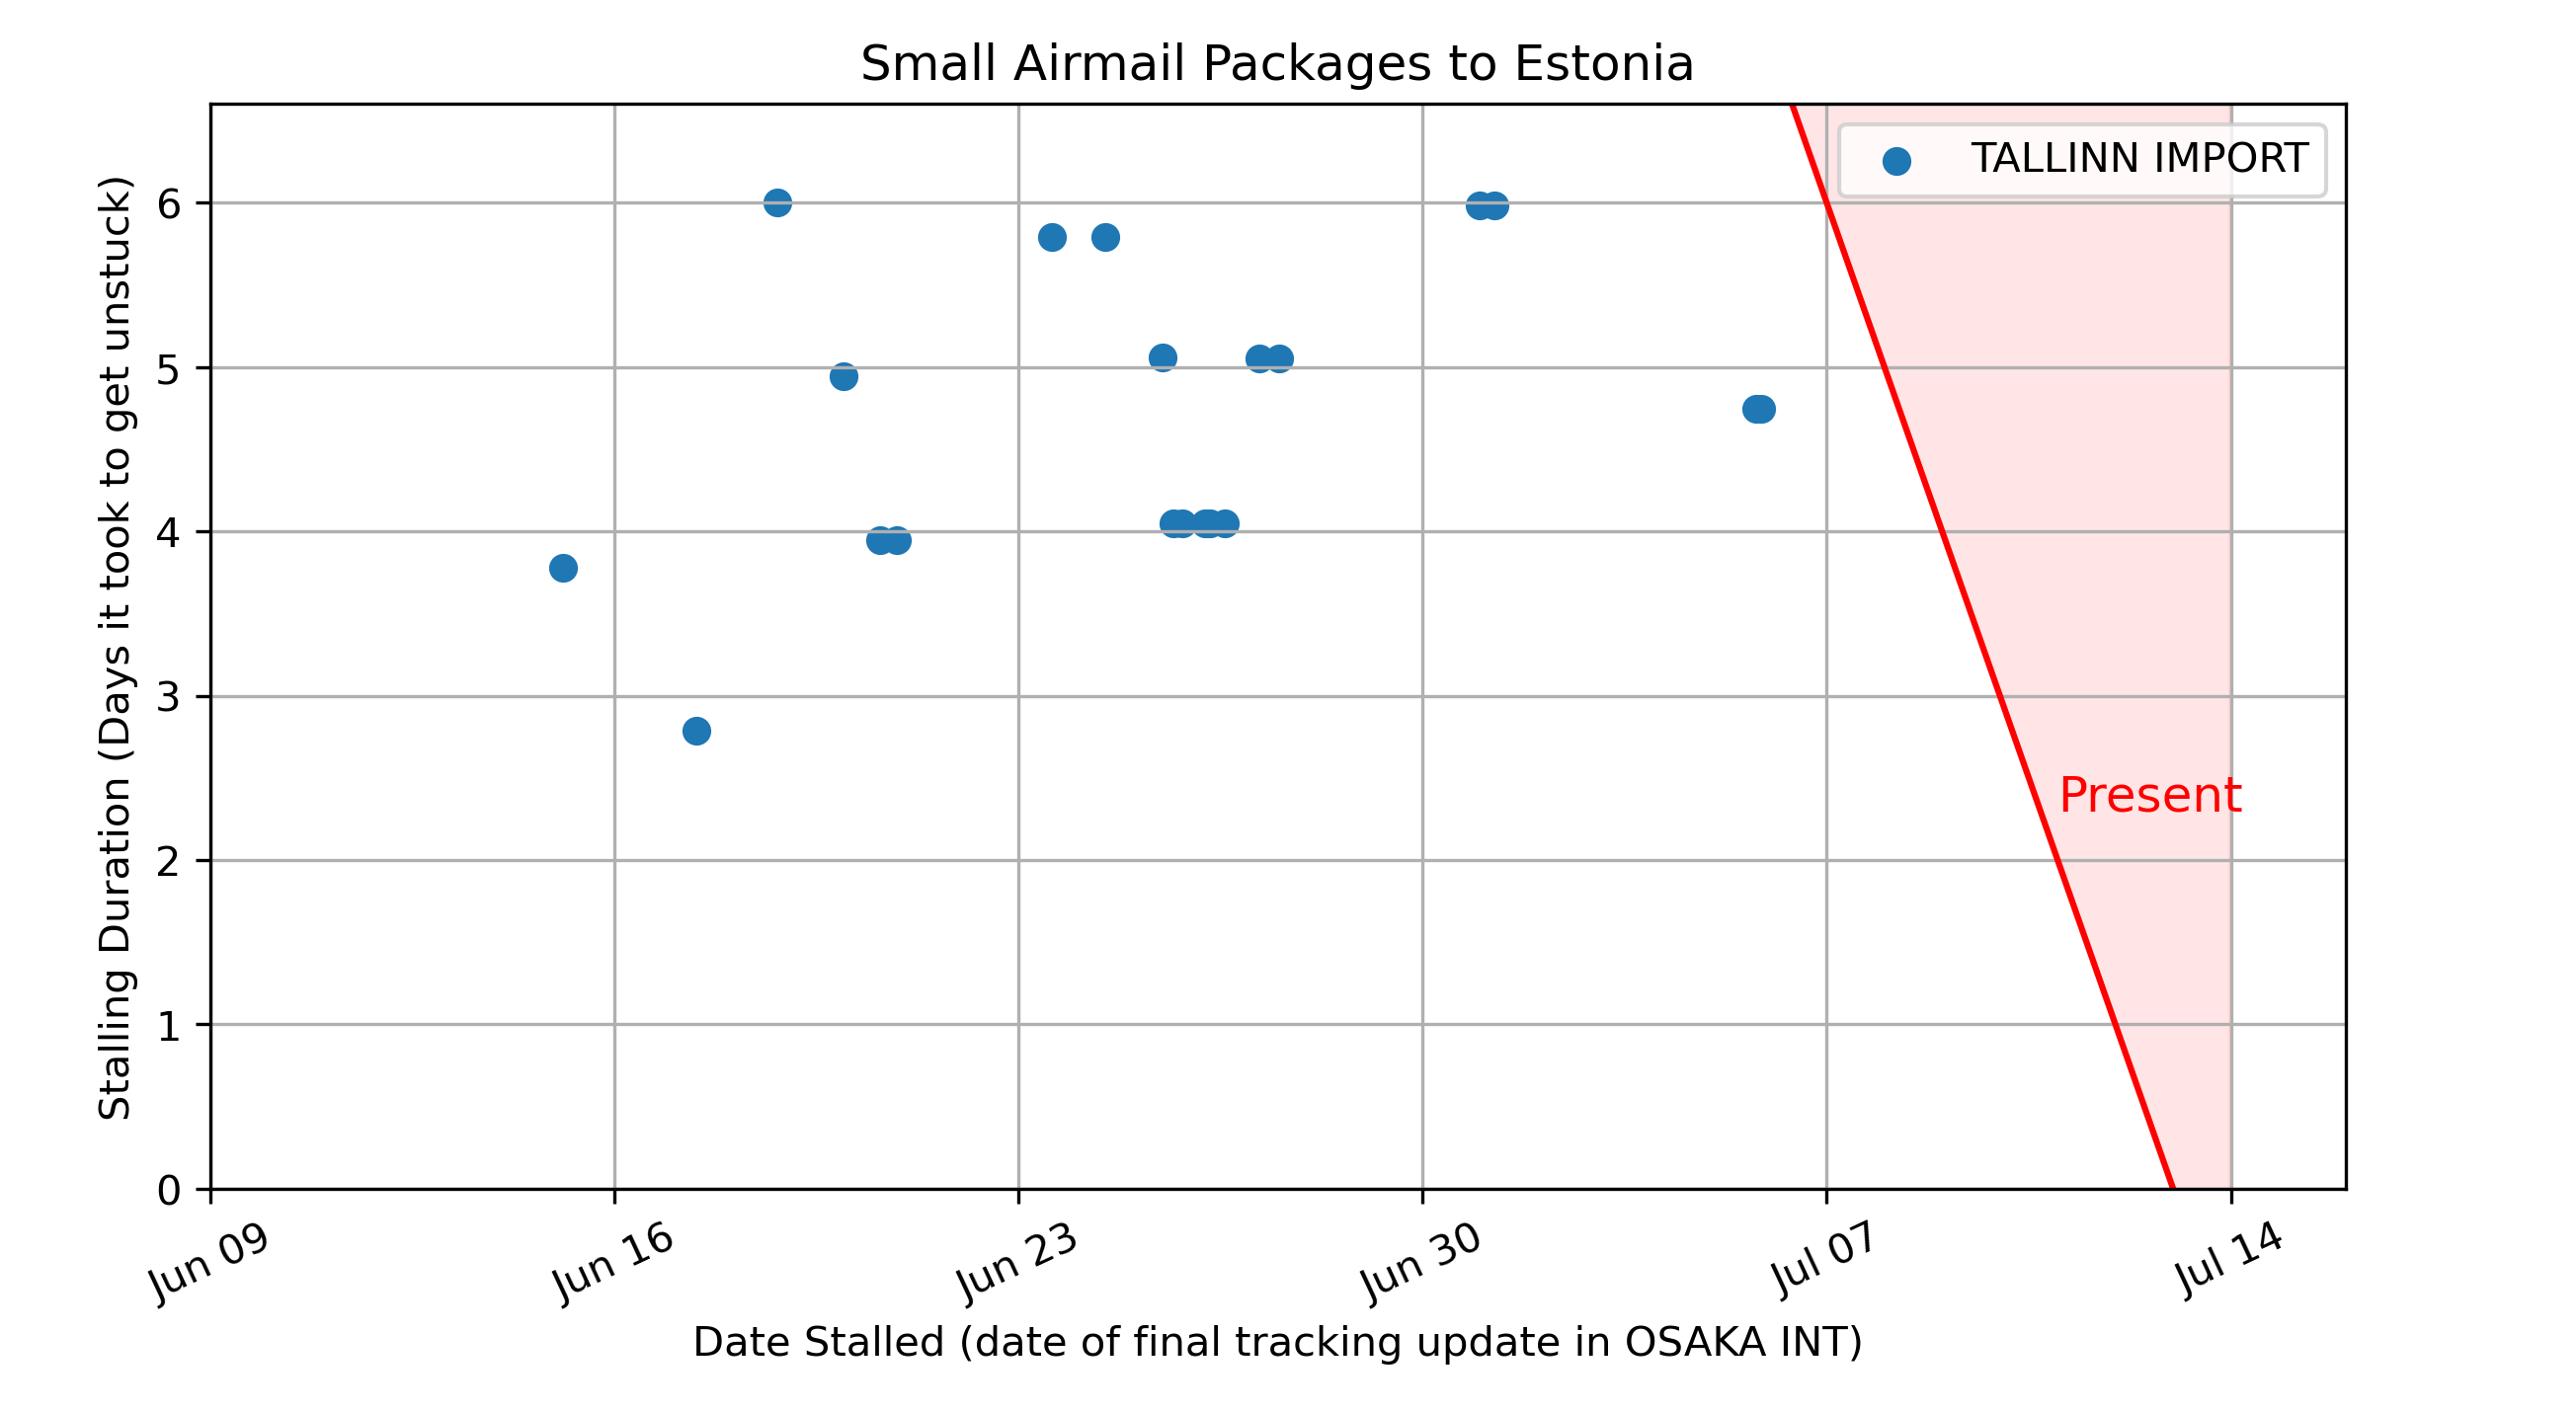 Small Airmail Packages to Estonia
TALLINN IMPORT
Stalling Duration (Days it took to get unstuck)
6
5
4
3
2
1
0
Present
Jun 09
Jun 16
Jun 23
Jun 30
Jul 07
Jul 14
Date Stalled (date of final tracking update in OSAKA INT)